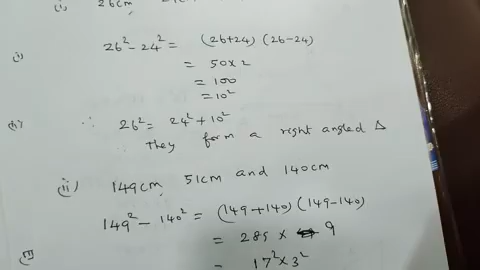 (i) 26cm,
(i) 26² - 24² = (26+24) (26-24)
= 50 x 2
= 100
= 10²
∴ 26² = 24² + 10²
∴ They form a right angled Δ
(ii) 149cm, 51cm and 140cm
149² - 140² = (149+140) (149-140)
= 289 x 9
= 17² x 3²